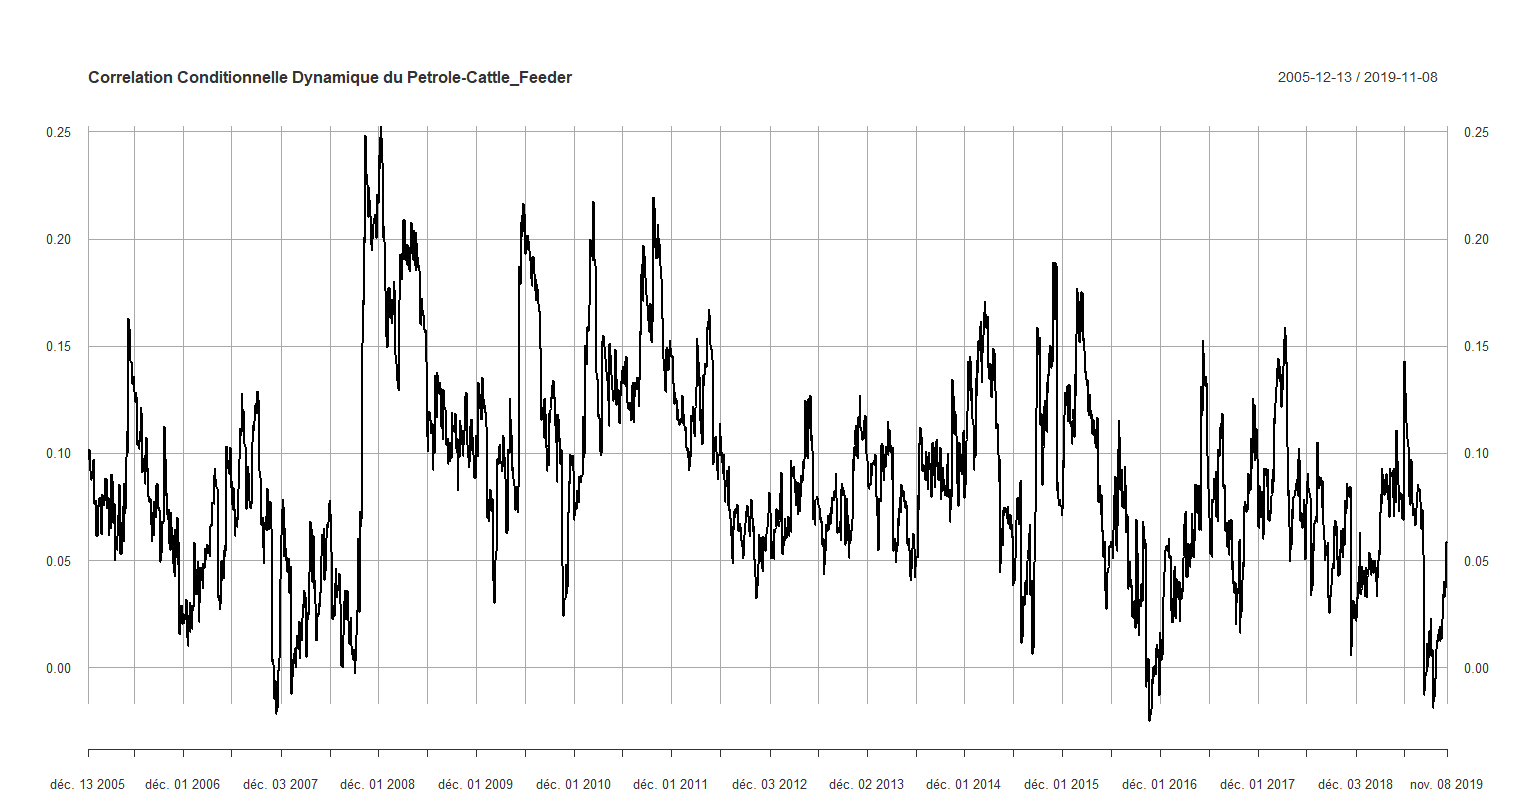 Correlation Conditionnelle Dynamique du Petrole-Cattle_Feeder
2005-12-13 / 2019-11-08
0.25 0.25
0.20 0.20
0.15 0.15
0.10 0.10
0.05 0.05
0.00 0.00
déc. 13 2005 déc. 01 2006 déc. 03 2007 déc. 01 2008 déc. 01 2009 déc. 01 2010 déc. 01 2011 déc. 03 2012 déc. 02 2013 déc. 01 2014 déc. 01 2015 déc. 01 2016 déc. 01 2017 déc. 03 2018 nov. 08 2019